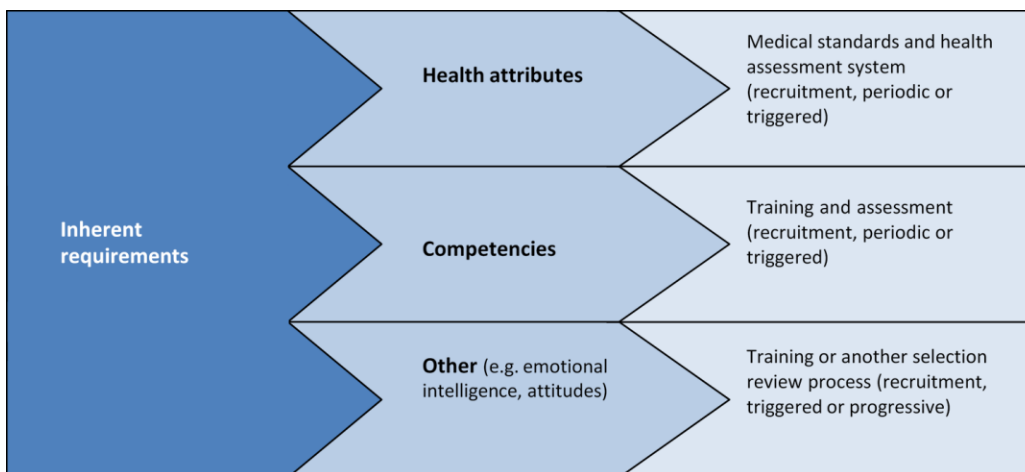 Inherent
requirements
Health attributes
Medical standards and health
assessment system
(recruitment, periodic or
triggered)
Competencies
Training and assessment
(recruitment, periodic or
triggered)
Other (e.g. emotional
intelligence, attitudes)
Training or another selection
review process (recruitment,
triggered or progressive)